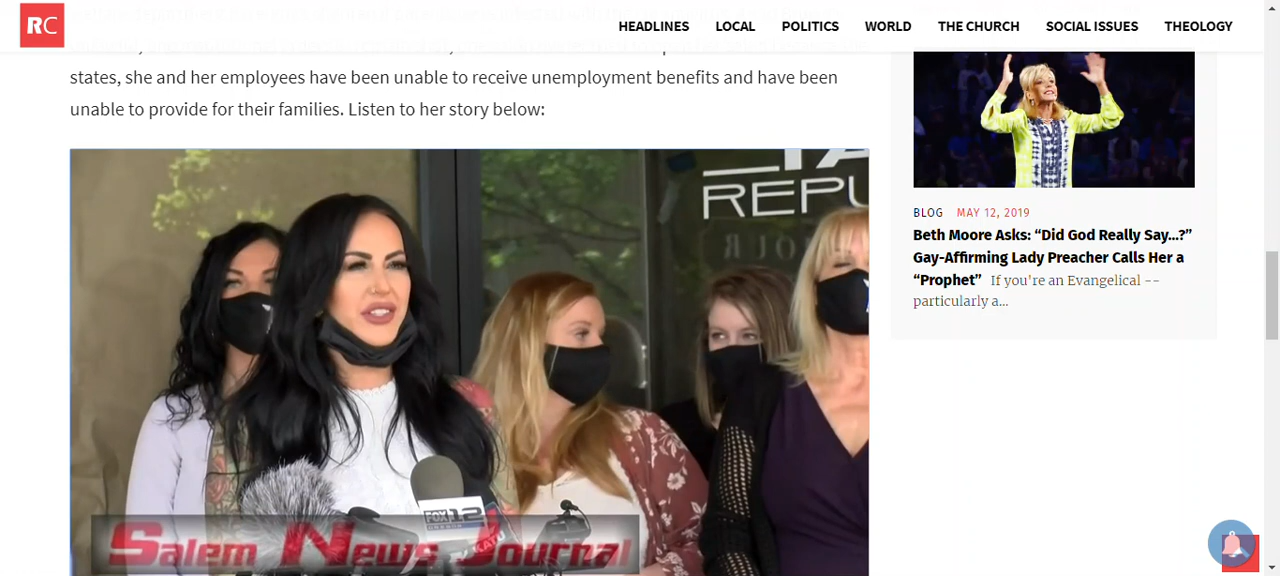 RC
HEADLINES LOCAL POLITICS WORLD THE CHURCH SOCIAL ISSUES THEOLOGY
states, she and her employees have been unable to receive unemployment benefits and have been
unable to provide for their families. Listen to her story below:
REPU
FOX 12
OREGON
KATU
Salem News Journal
BLOG MAY 12, 2019
Beth Moore Asks: “Did God Really Say...?”
Gay-Affirming Lady Preacher Calls Her a
“Prophet” If you're an Evangelical --
particularly a...